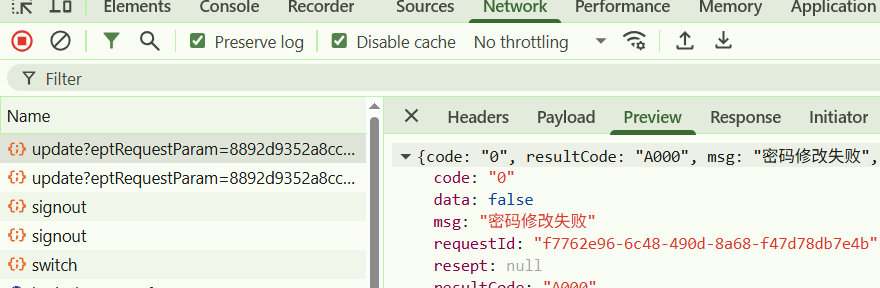 Elements Console Recorder Sources Network Performance Memory Application
Preserve log Disable cache No throttling
Filter
Name
update?eptRequestParam=8892d9352a8cc...
update?eptRequestParam=8892d9352a8cc...
signout
signout
switch
Headers Payload Preview Response Initiator
{code: "0", resultCode: "A000", msg: "密码修改失败",
code: "0"
data: false
msg: "密码修改失败"
requestId: "f7762e96-6c48-490d-8a68-f47d78db7e4b"
resept: null
resultCode: "A000"